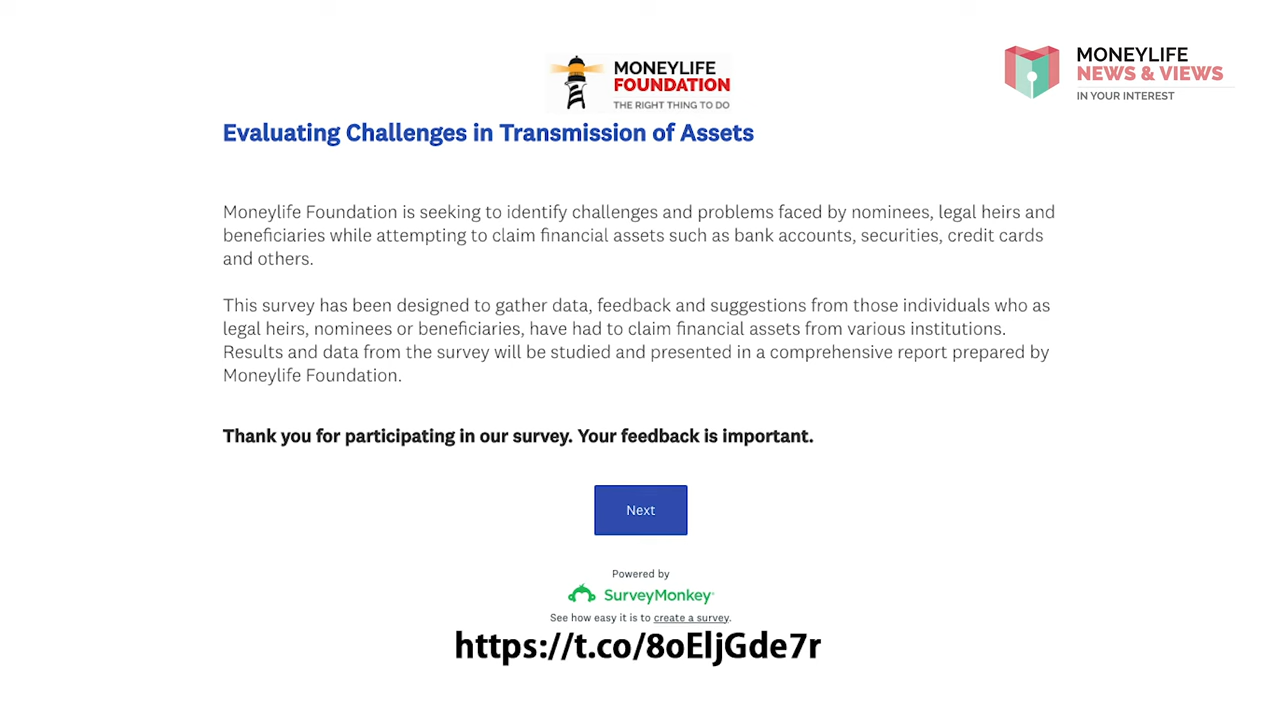 MONEYLIFE
FOUNDATION
THE RIGHT THING TO DO
MONEYLIFE
NEWS & VIEWS
IN YOUR INTEREST
Evaluating Challenges in Transmission of Assets
Moneylife Foundation is seeking to identify challenges and problems faced by nominees, legal heirs and
beneficiaries while attempting to claim financial assets such as bank accounts, securities, credit cards
and others.
This survey has been designed to gather data, feedback and suggestions from those individuals who as
legal heirs, nominees or beneficiaries, have had to claim financial assets from various institutions.
Results and data from the survey will be studied and presented in a comprehensive report prepared by
Moneylife Foundation.
Thank you for participating in our survey. Your feedback is important.
Next
Powered by
SurveyMonkey
See how easy it is to create a survey.
https://t.co/8oEljGde7r